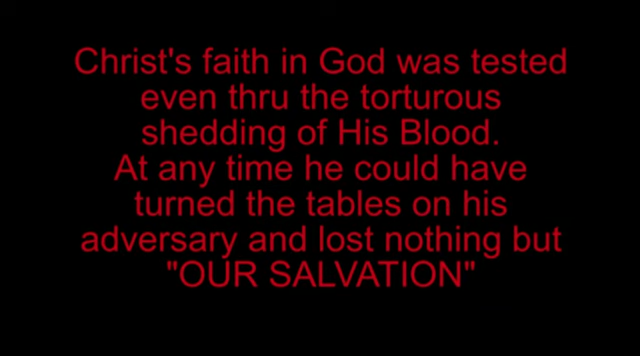 Christ's faith in God was tested
even thru the torturous
shedding of His Blood.
At any time he could have
turned the tables on his
adversary and lost nothing but
"OUR SALVATION"